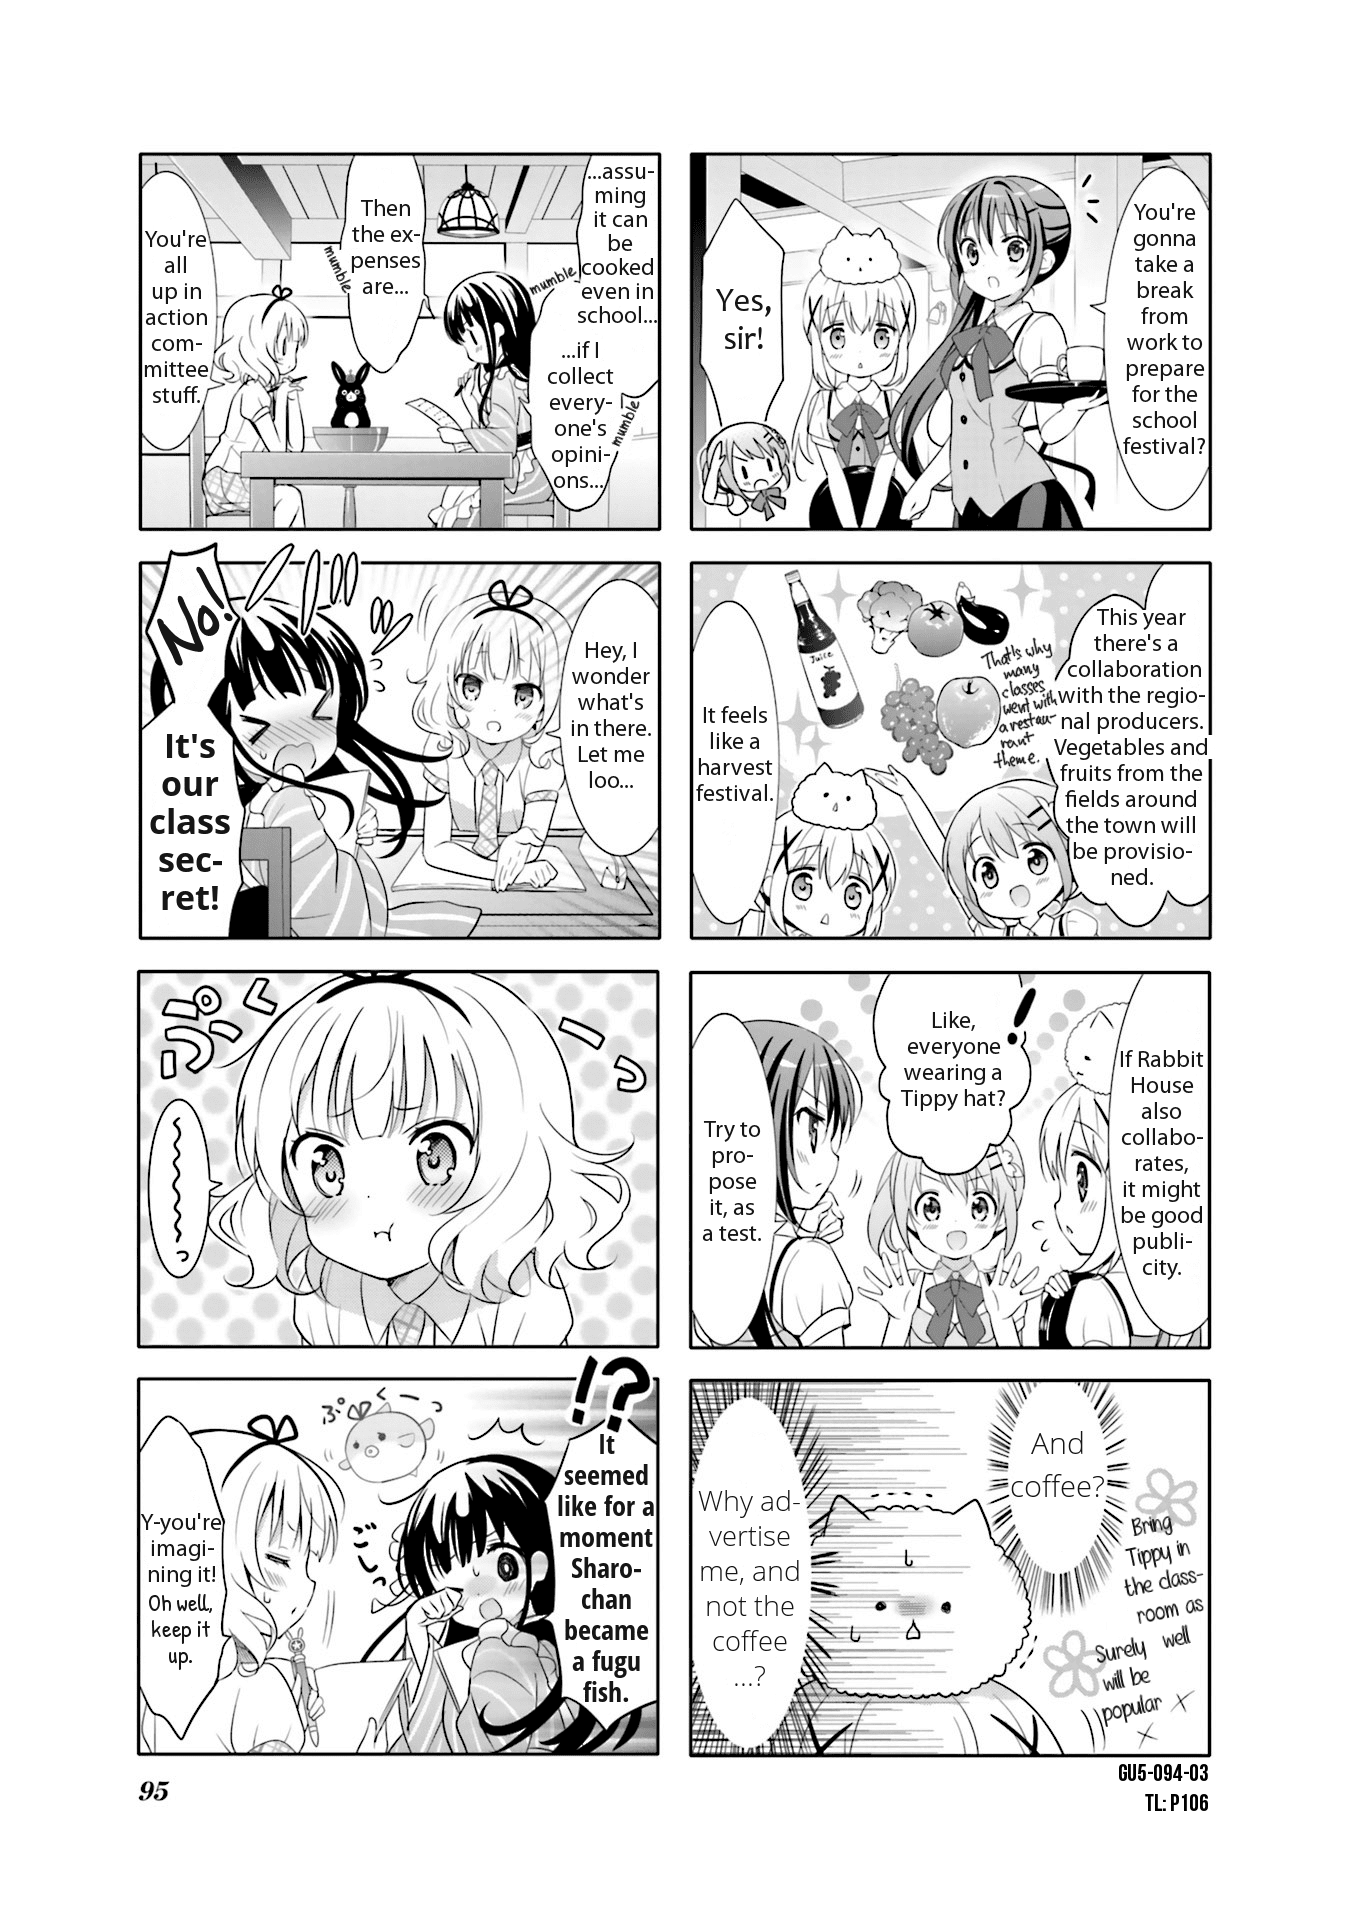 You're
gonna
take a
break
from
work to
prepare
for the
school
festival?
Yes,
sir!
This year
there's a
collaboration
with the regio-
nal producers.
Vegetables and
fruits from the
fields around
the town will
be provisio-
ned.
That's why
many
classes
went with
a restau-
rant
theme.
Juice
It feels
like a
harvest
festival.
If Rabbit
House
also
collabo-
rates,
it might
be good
publi-
city.
Like,
everyone
wearing a
Tippy hat?
!
Try to
pro-
pose
it, as
a test.
And
coffee?
Bring
Tippy in
the class-
room as
well
Surely
will be
popular
Why ad-
vertise
me, and
not the
coffee
...?
...assu-
ming
it can
be
cooked
even in
school...
...if I
collect
every-
one's
opini-
ons...
mumble
mumble
Then
the ex-
penses
are...
mumble
You're
all
up in
action
com-
mittee
stuff.
Hey, I
wonder
what's
in there.
Let me
loo...
No!
It's
our
class
sec-
ret!
ぷくーっ
!?
It
seemed
like for a
moment
Sharo-
chan
became
a fugu
fish.
ぷくーっ
ごしっ
Y-you're
imagi-
ning it!
Oh well,
keep it
up.
95
GU5-094-03
TL: P106